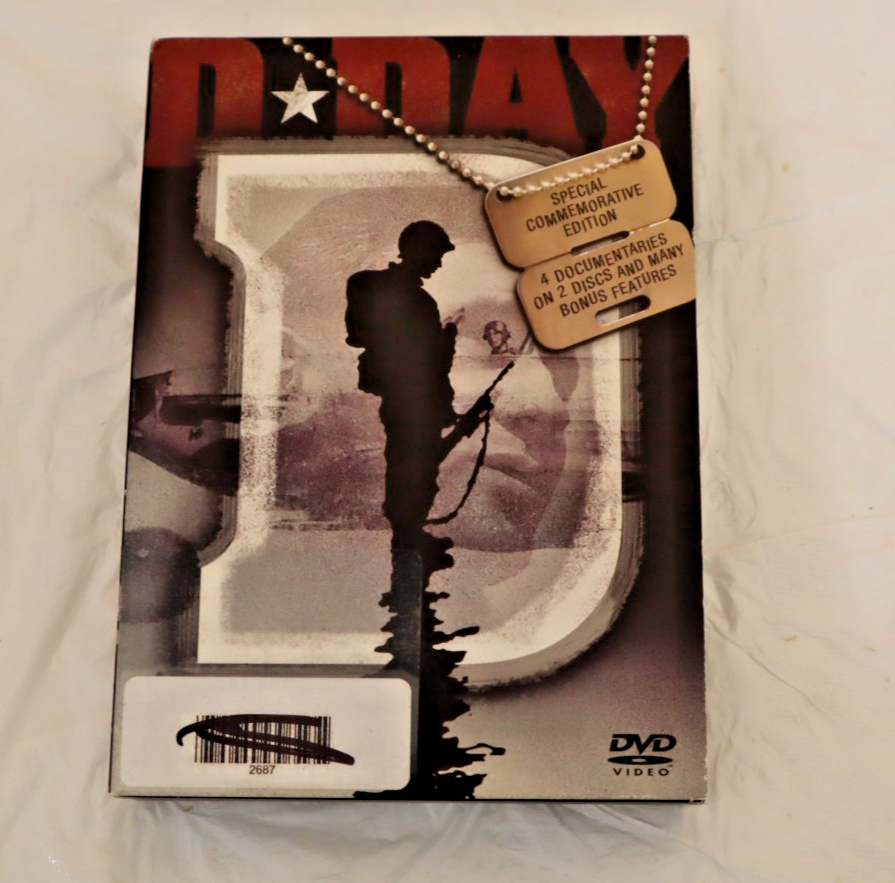 D★DAY
SPECIAL
COMMEMORATIVE
EDITION
4 DOCUMENTARIES
ON 2 DISCS AND MANY
BONUS FEATURES
2687
DVD
VIDEO